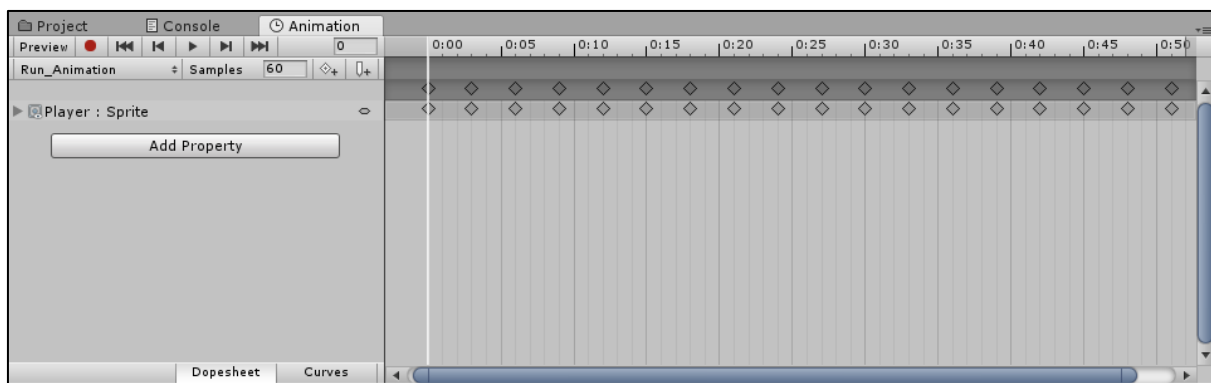 Project Console Animation
Preview 0 0:00 0:05 0:10 0:15 0:20 0:25 0:30 0:35 0:40 0:45 0:50
Run_Animation Samples 60
Player : Sprite
Add Property
Dopesheet Curves